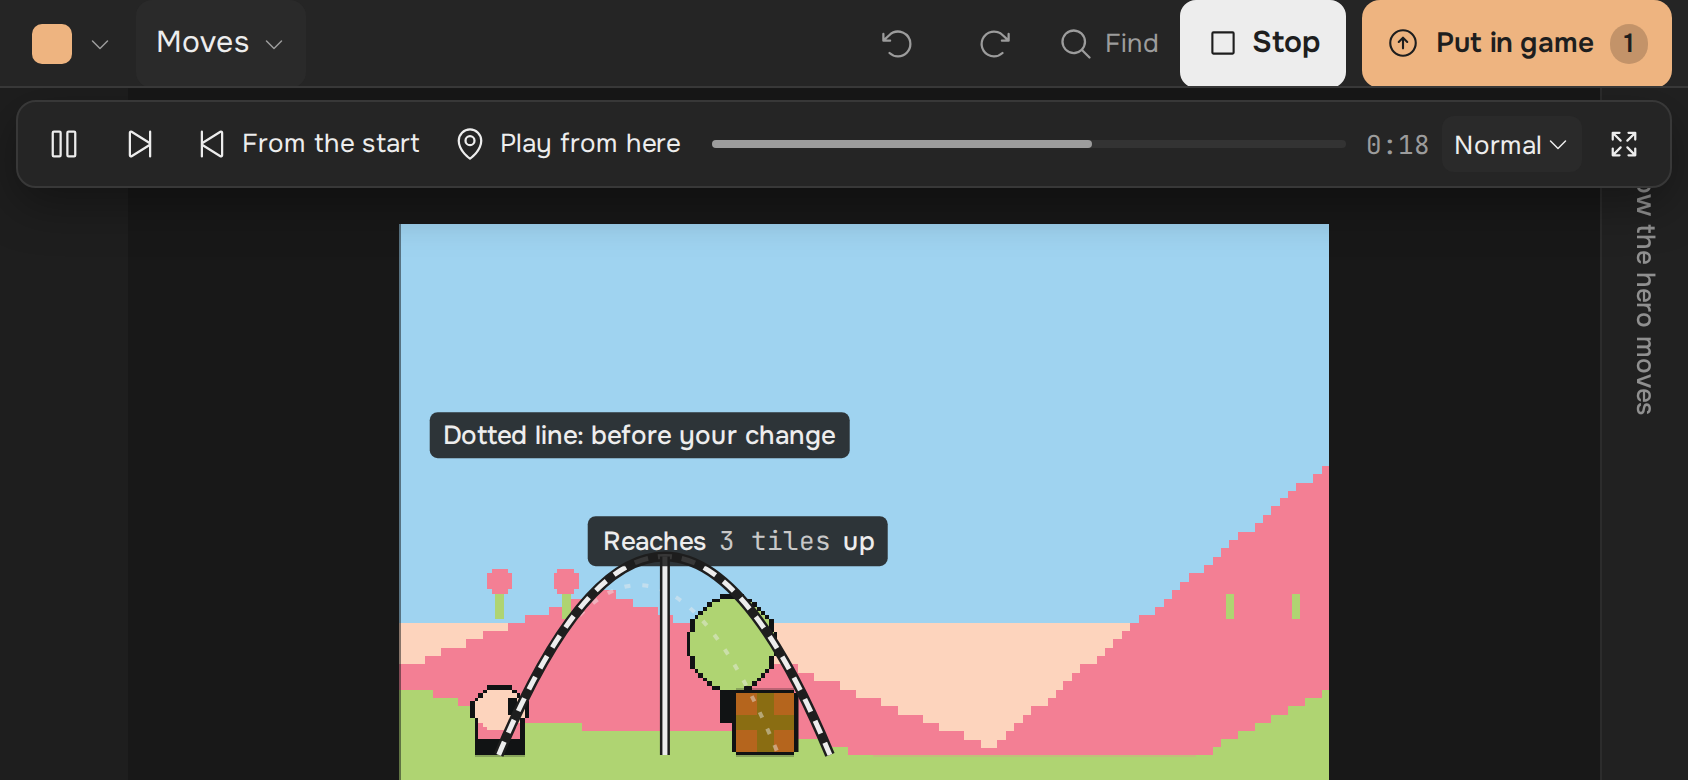 Moves
Find
Stop
Put in game 1
From the start
Play from here
0:18
Normal
ow the hero moves
Dotted line: before your change
Reaches 3 tiles up